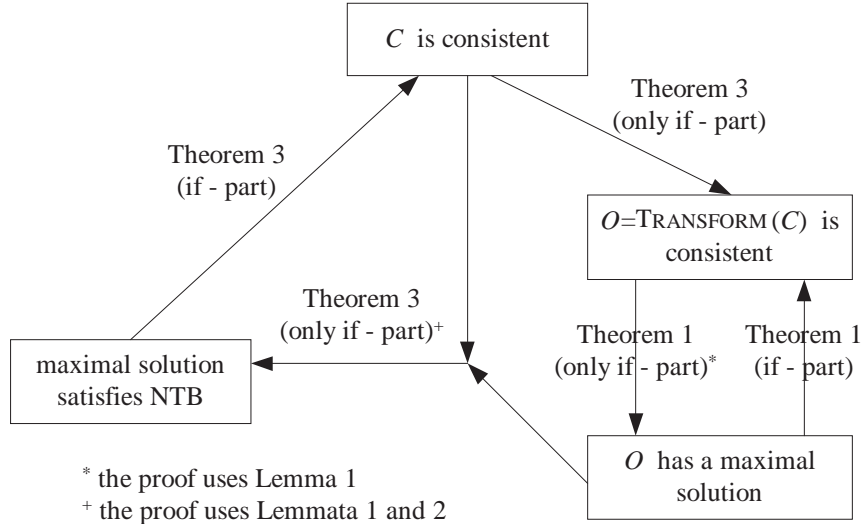 C is consistent
Theorem 3
(only if - part)
Theorem 3
(if - part)
O=TRANSFORM(C) is
consistent
Theorem 3
(only if - part)+
Theorem 1
(only if - part)*
Theorem 1
(if - part)
maximal solution
satisfies NTB
O has a maximal
solution
* the proof uses Lemma 1
+ the proof uses Lemmata 1 and 2